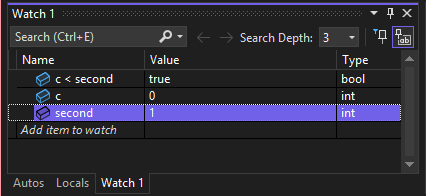 Watch 1
Search (Ctrl+E) Search Depth: 3
Name Value Type
c < second true bool
c 0 int
second 1 int
Add item to watch
Autos Locals Watch 1